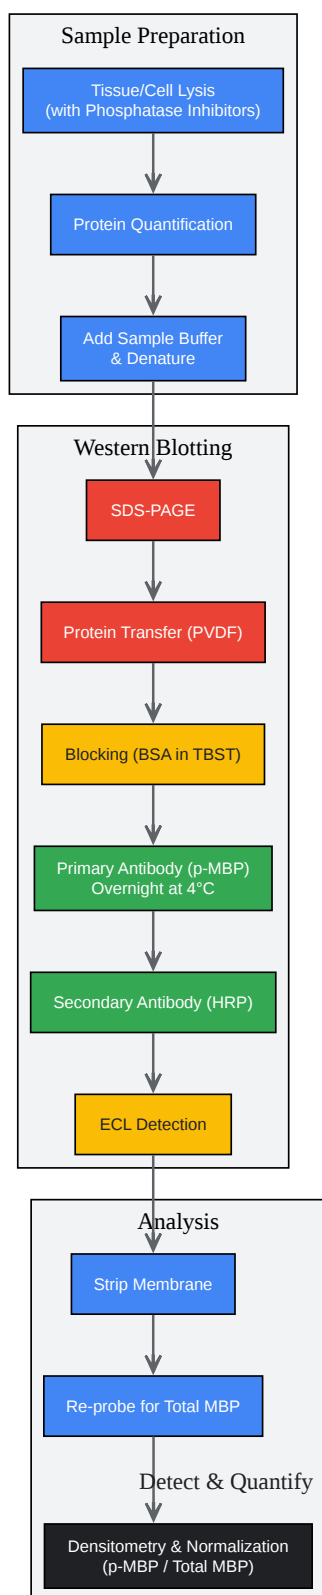 Sample Preparation
Tissue/Cell Lysis
(with Phosphatase Inhibitors)
Protein Quantification
Add Sample Buffer
& Denature
Western Blotting
SDS-PAGE
Protein Transfer (PVDF)
Blocking (BSA in TBST)
Primary Antibody (p-MBP)
Overnight at 4°C
Secondary Antibody (HRP)
ECL Detection
Analysis
Strip Membrane
Re-probe for Total MBP
Detect & Quantify
Densitometry & Normalization
(p-MBP / Total MBP)